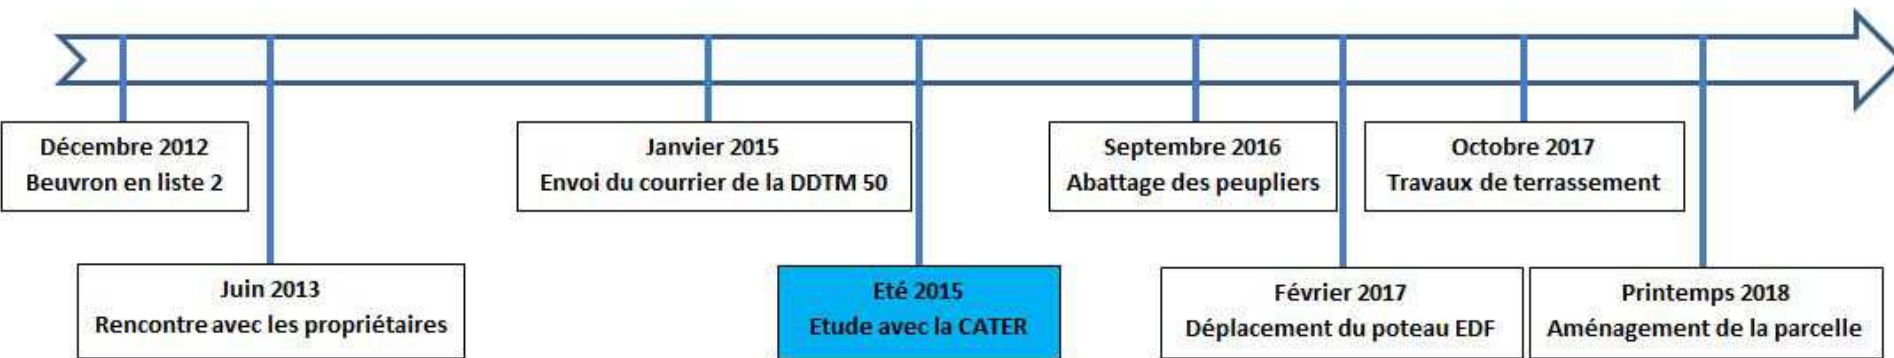 Décembre 2012
Beuvron en liste 2
Juin 2013
Rencontre avec les propriétaires
Janvier 2015
Envoi du courrier de la DDTM 50
Eté 2015
Etude avec la CATER
Septembre 2016
Abattage des peupliers
Février 2017
Déplacement du poteau EDF
Octobre 2017
Travaux de terrassement
Printemps 2018
Aménagement de la parcelle